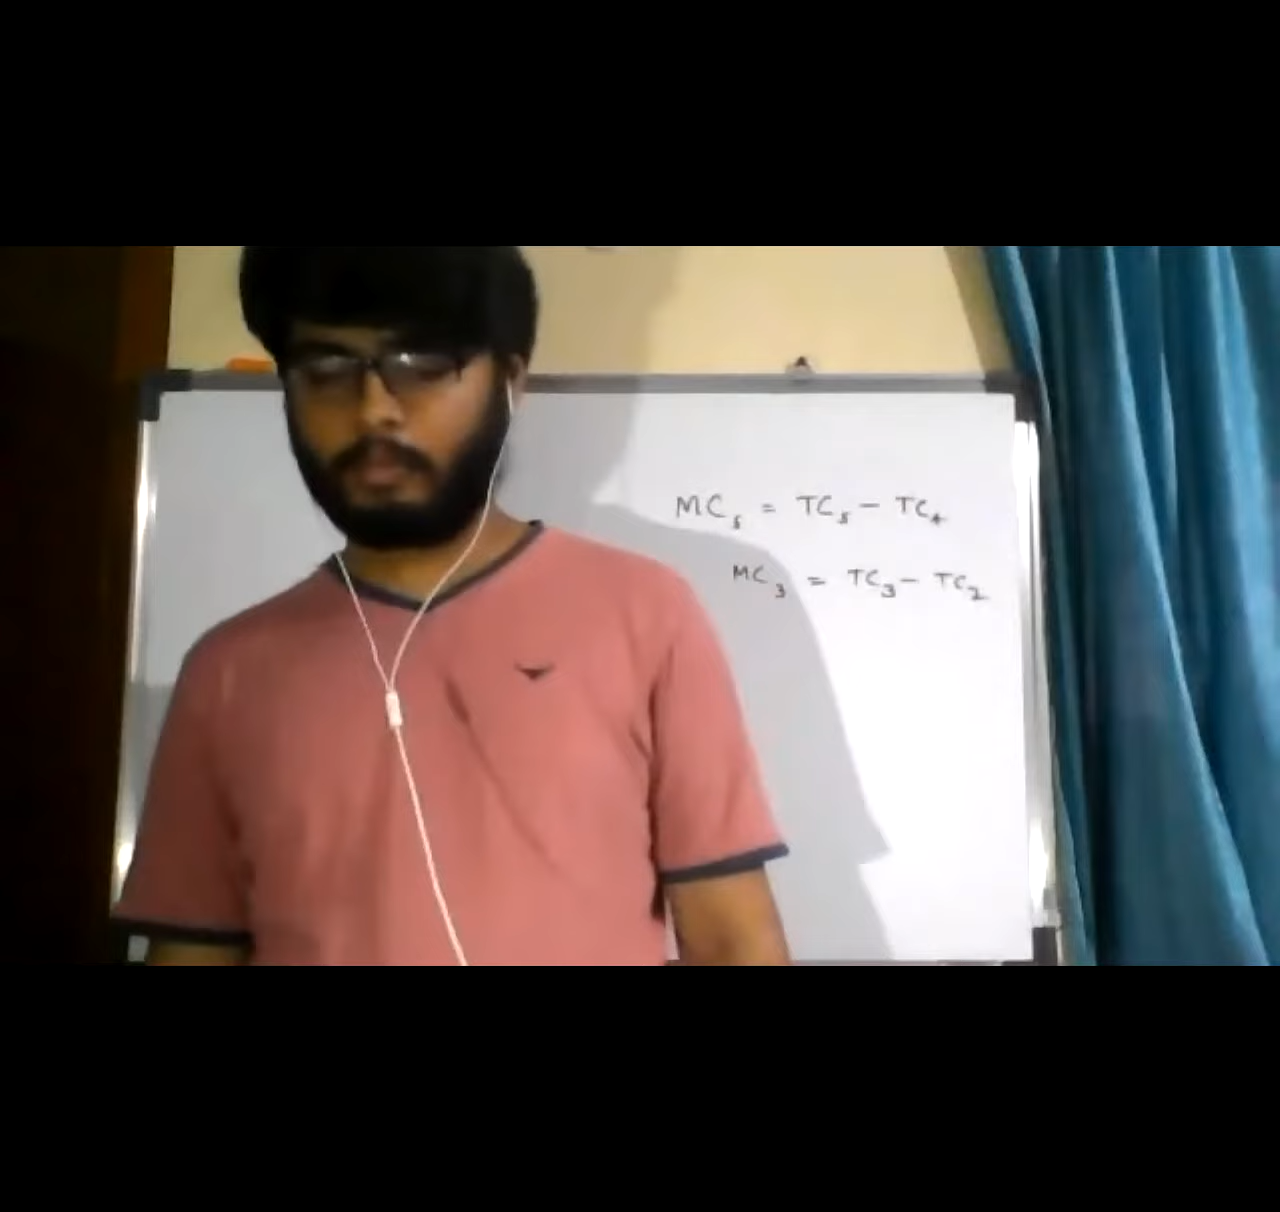 MC₅ = TC₅ - TC₄
MC₃ = TC₃ - TC₂